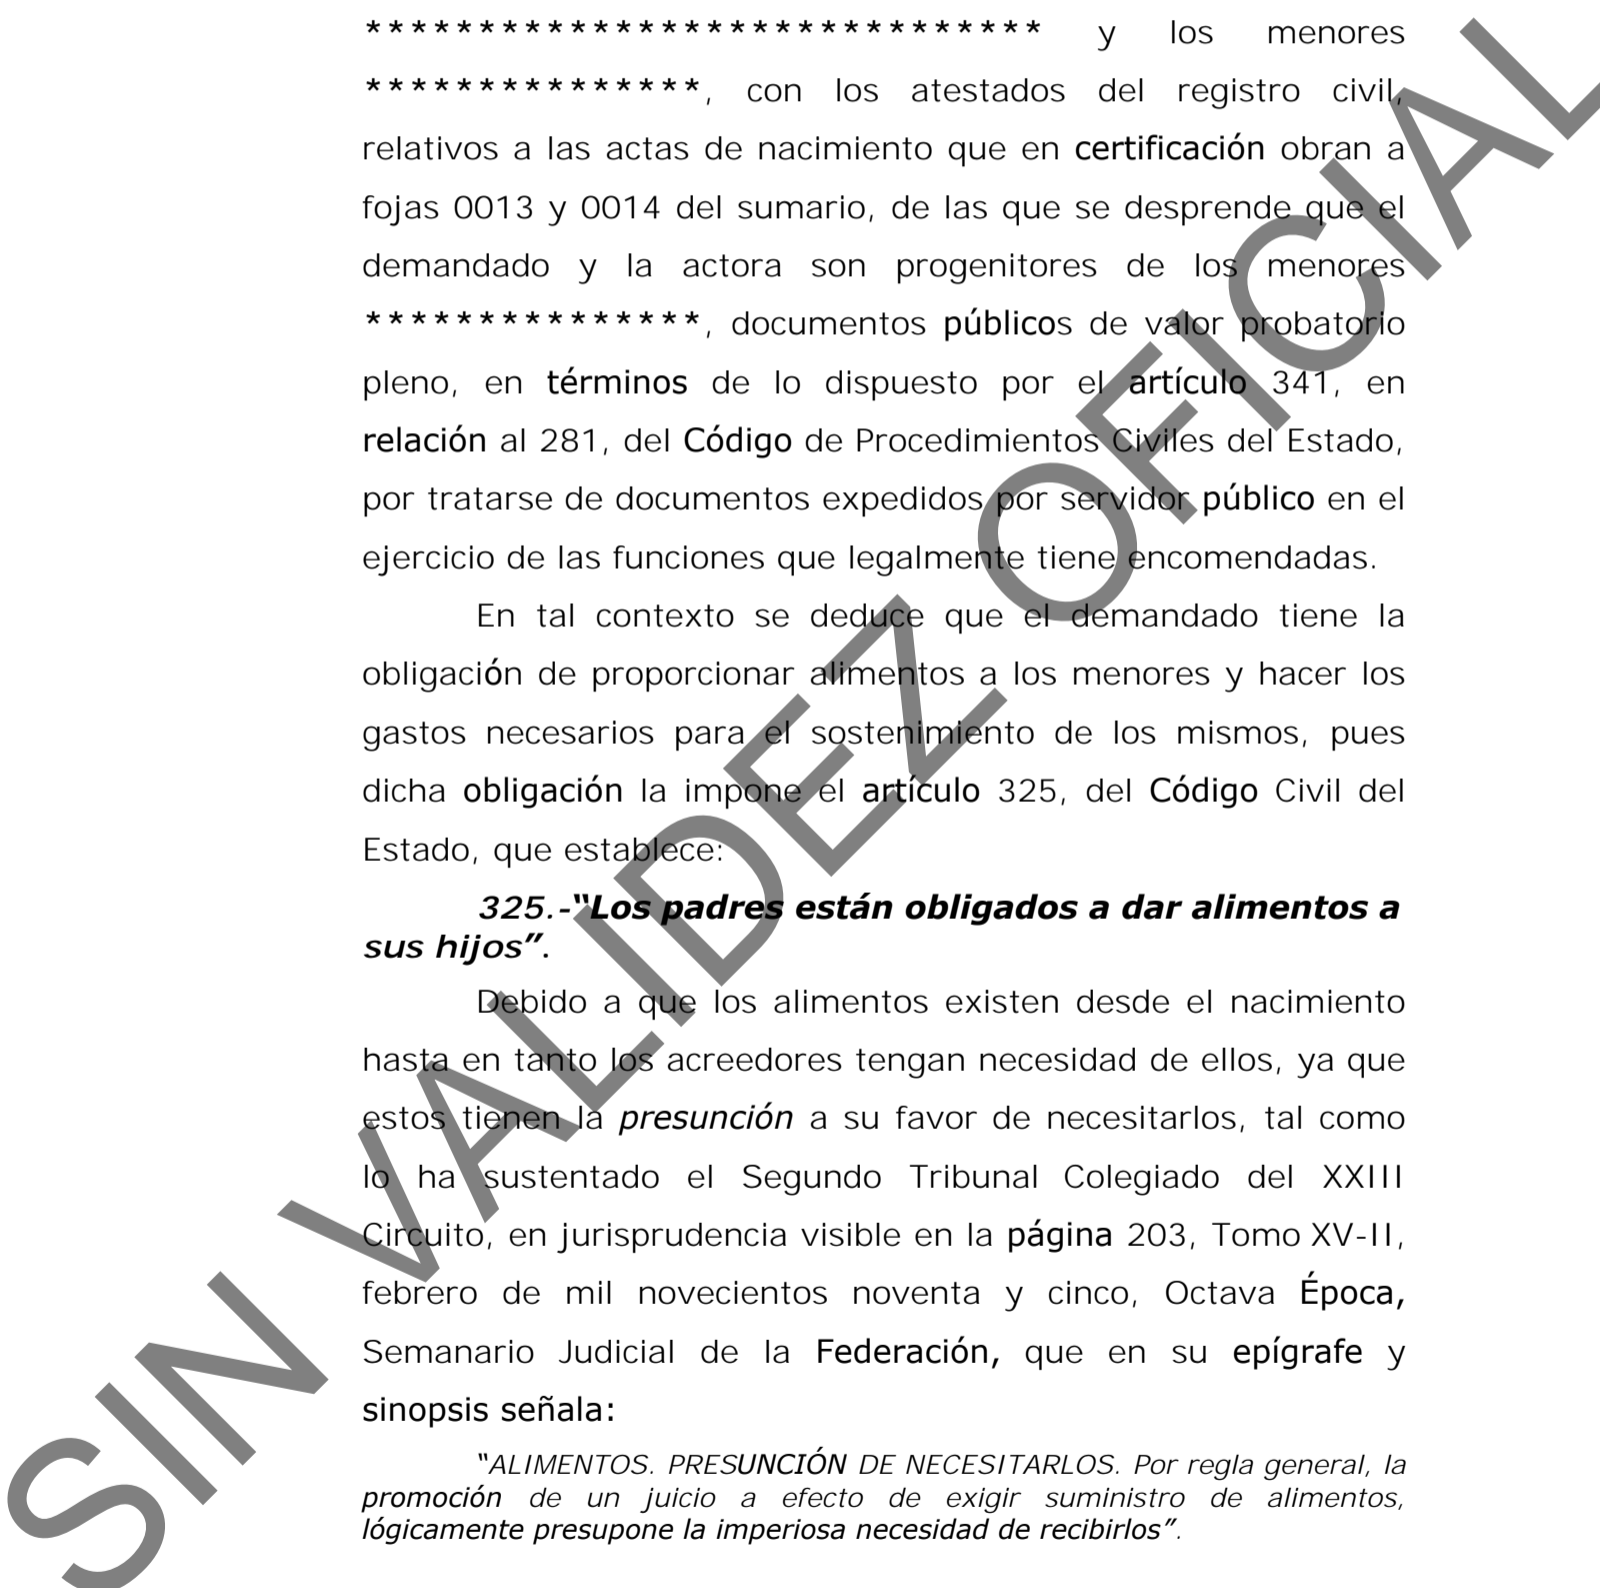 ****************************** y los menores
***************, con los atestados del registro civil,
relativos a las actas de nacimiento que en certificación obran a
fojas 0013 y 0014 del sumario, de las que se desprende que el
demandado y la actora son progenitores de los menores
***************, documentos públicos de valor probatorio
pleno, en términos de lo dispuesto por el artículo 341, en
relación al 281, del Código de Procedimientos Civiles del Estado,
por tratarse de documentos expedidos por servidor público en el
ejercicio de las funciones que legalmente tiene encomendadas.
En tal contexto se deduce que el demandado tiene la
obligación de proporcionar alimentos a los menores y hacer los
gastos necesarios para el sostenimiento de los mismos, pues
dicha obligación la impone el artículo 325, del Código Civil del
Estado, que establece:
325.-“Los padres están obligados a dar alimentos a
sus hijos”.
Debido a que los alimentos existen desde el nacimiento
hasta en tanto los acreedores tengan necesidad de ellos, ya que
estos tienen la presunción a su favor de necesitarlos, tal como
lo ha sustentado el Segundo Tribunal Colegiado del XXIII
Circuito, en jurisprudencia visible en la página 203, Tomo XV-II,
febrero de mil novecientos noventa y cinco, Octava Época,
Semanario Judicial de la Federación, que en su epígrafe y
sinopsis señala:
“ALIMENTOS. PRESUNCIÓN DE NECESITARLOS. Por regla general, la
promoción de un juicio a efecto de exigir suministro de alimentos,
lógicamente presupone la imperiosa necesidad de recibirlos”.
SIN VALIDEZ OFICIAL